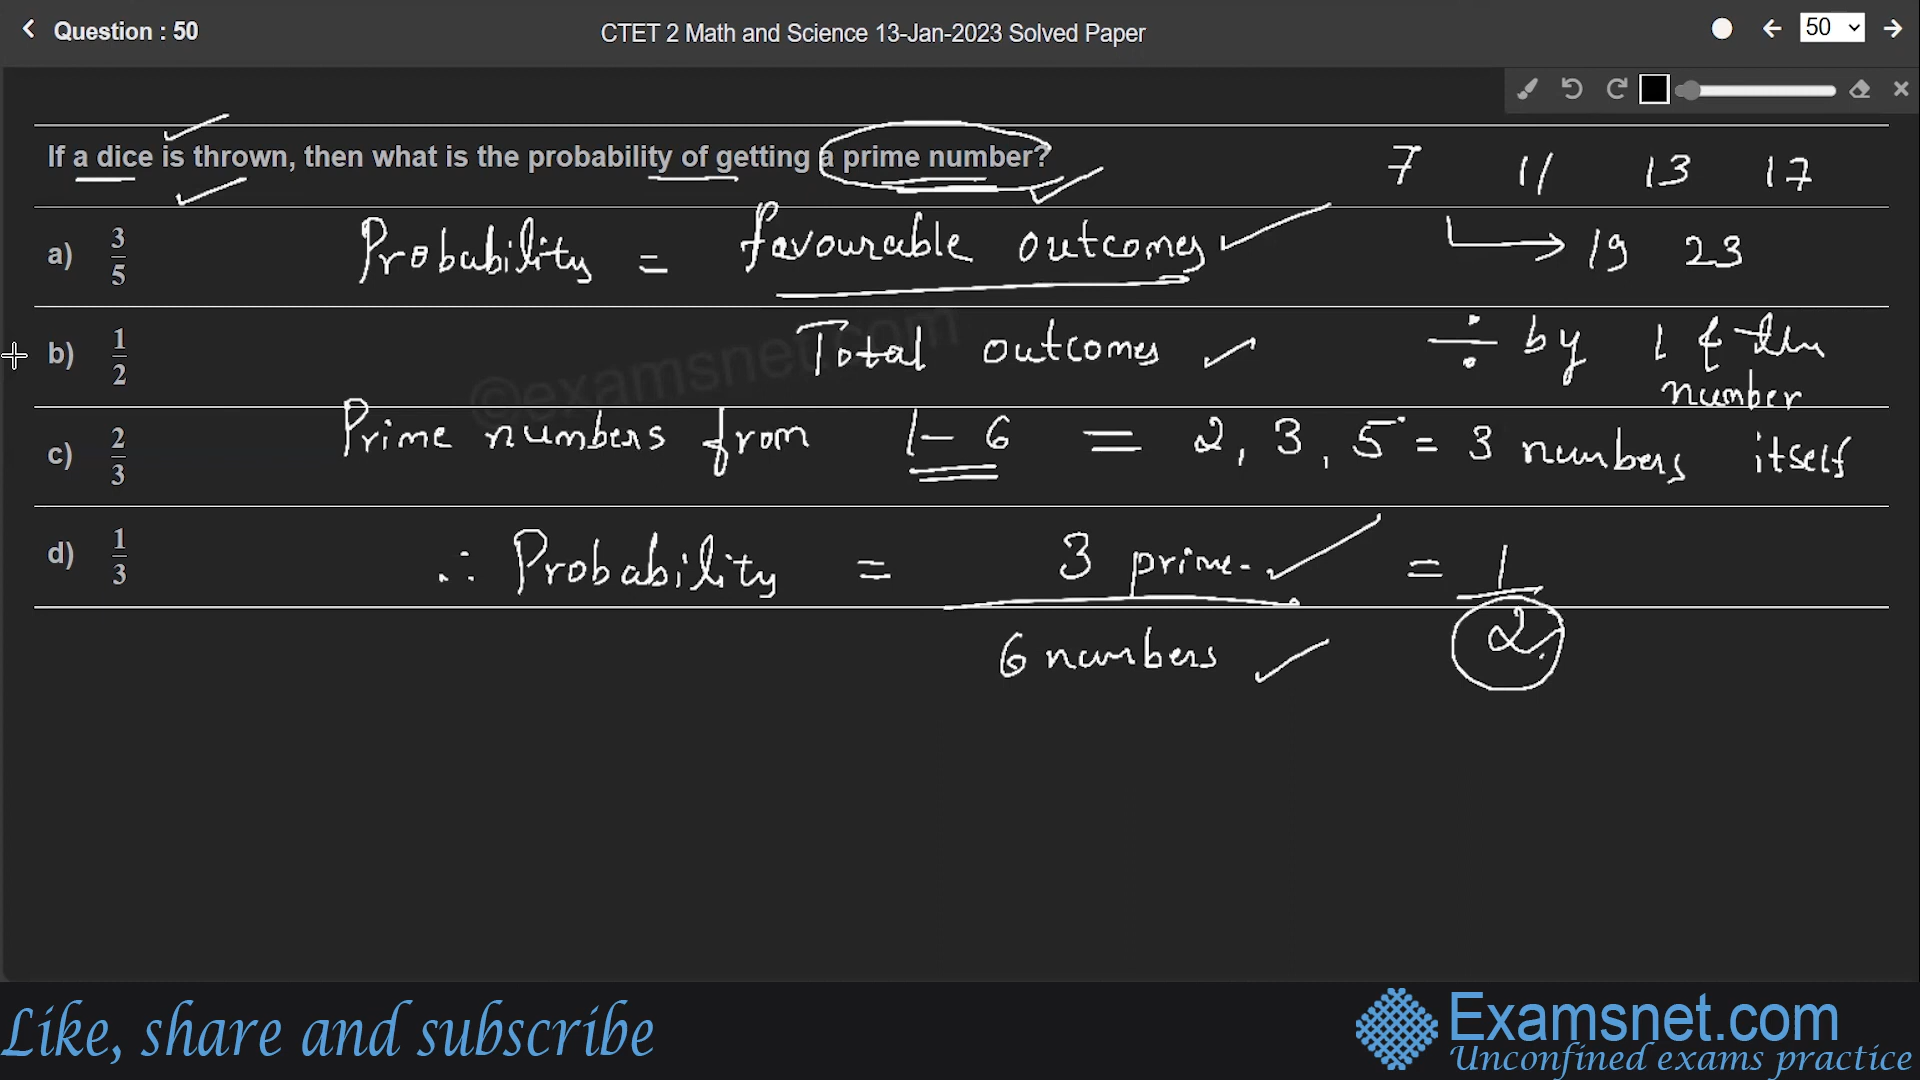 Question : 50
CTET 2 Math and Science 13-Jan-2023 Solved Paper
50
If a dice is thrown, then what is the probability of getting a prime number?
7 11 13 17
a) 3/5
Probability = favourable outcomes
19 23
b) 1/2
Total outcomes
÷ by 1 & the
number
©examsnet.com
c) 2/3
Prime numbers from 1-6 = 2, 3, 5 = 3 numbers
itself
d) 1/3
∴ Probability = 3 prime = 1
6 numbers 2
Like, share and subscribe
Examsnet.com
Unconfined exams practice